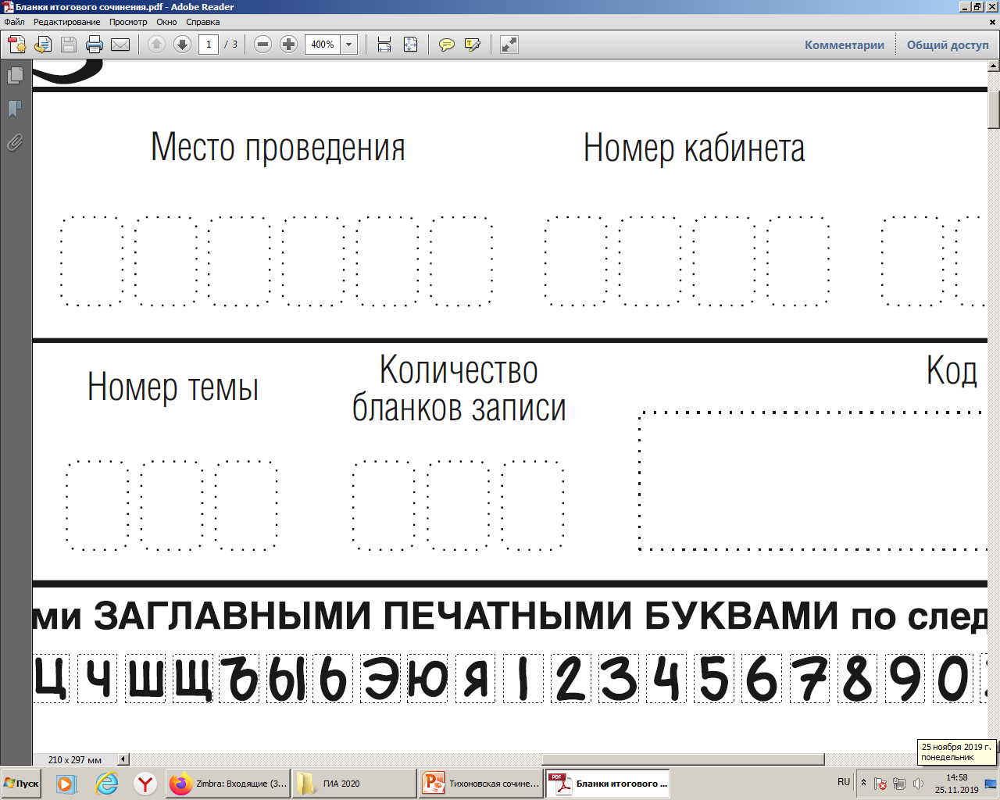 Бланки итогового сочинения.pdf - Adobe Reader
Файл Редактирование Просмотр Окно Справка
1 / 3 400% Комментарии Общий доступ
Место проведения Номер кабинета
Номер темы Количество бланков записи Код
ми ЗАГЛАВНЫМИ ПЕЧАТНЫМИ БУКВАМИ по след
Ц Ч Ш Щ Ъ Ы Ь Э Ю Я 1 2 3 4 5 6 7 8 9 0
210 x 297 мм
25 ноября 2019 г.
понедельник
Пуск Zimbra: Входящие (3... ГИА 2020 Тихоновская сочине... Бланки итогового ... RU 14:58
25.11.2019